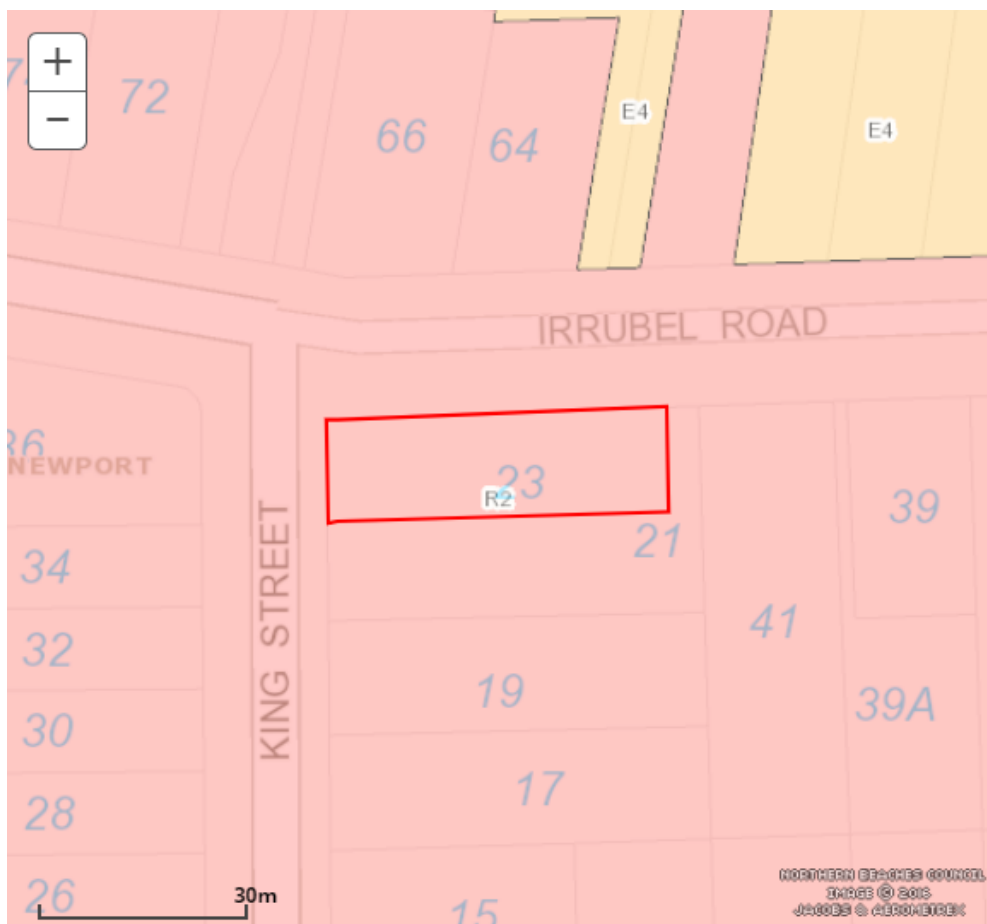 +
−
72
66
64
E4
E4
IRRUBEL ROAD
NEWPORT
23
R2
21
39
34
KING STREET
41
32
19
39A
30
17
28
26
30m
15
NORTHERN BEACHES COUNCIL
IMAGE © 2016
JACOBS & AEROMETREX